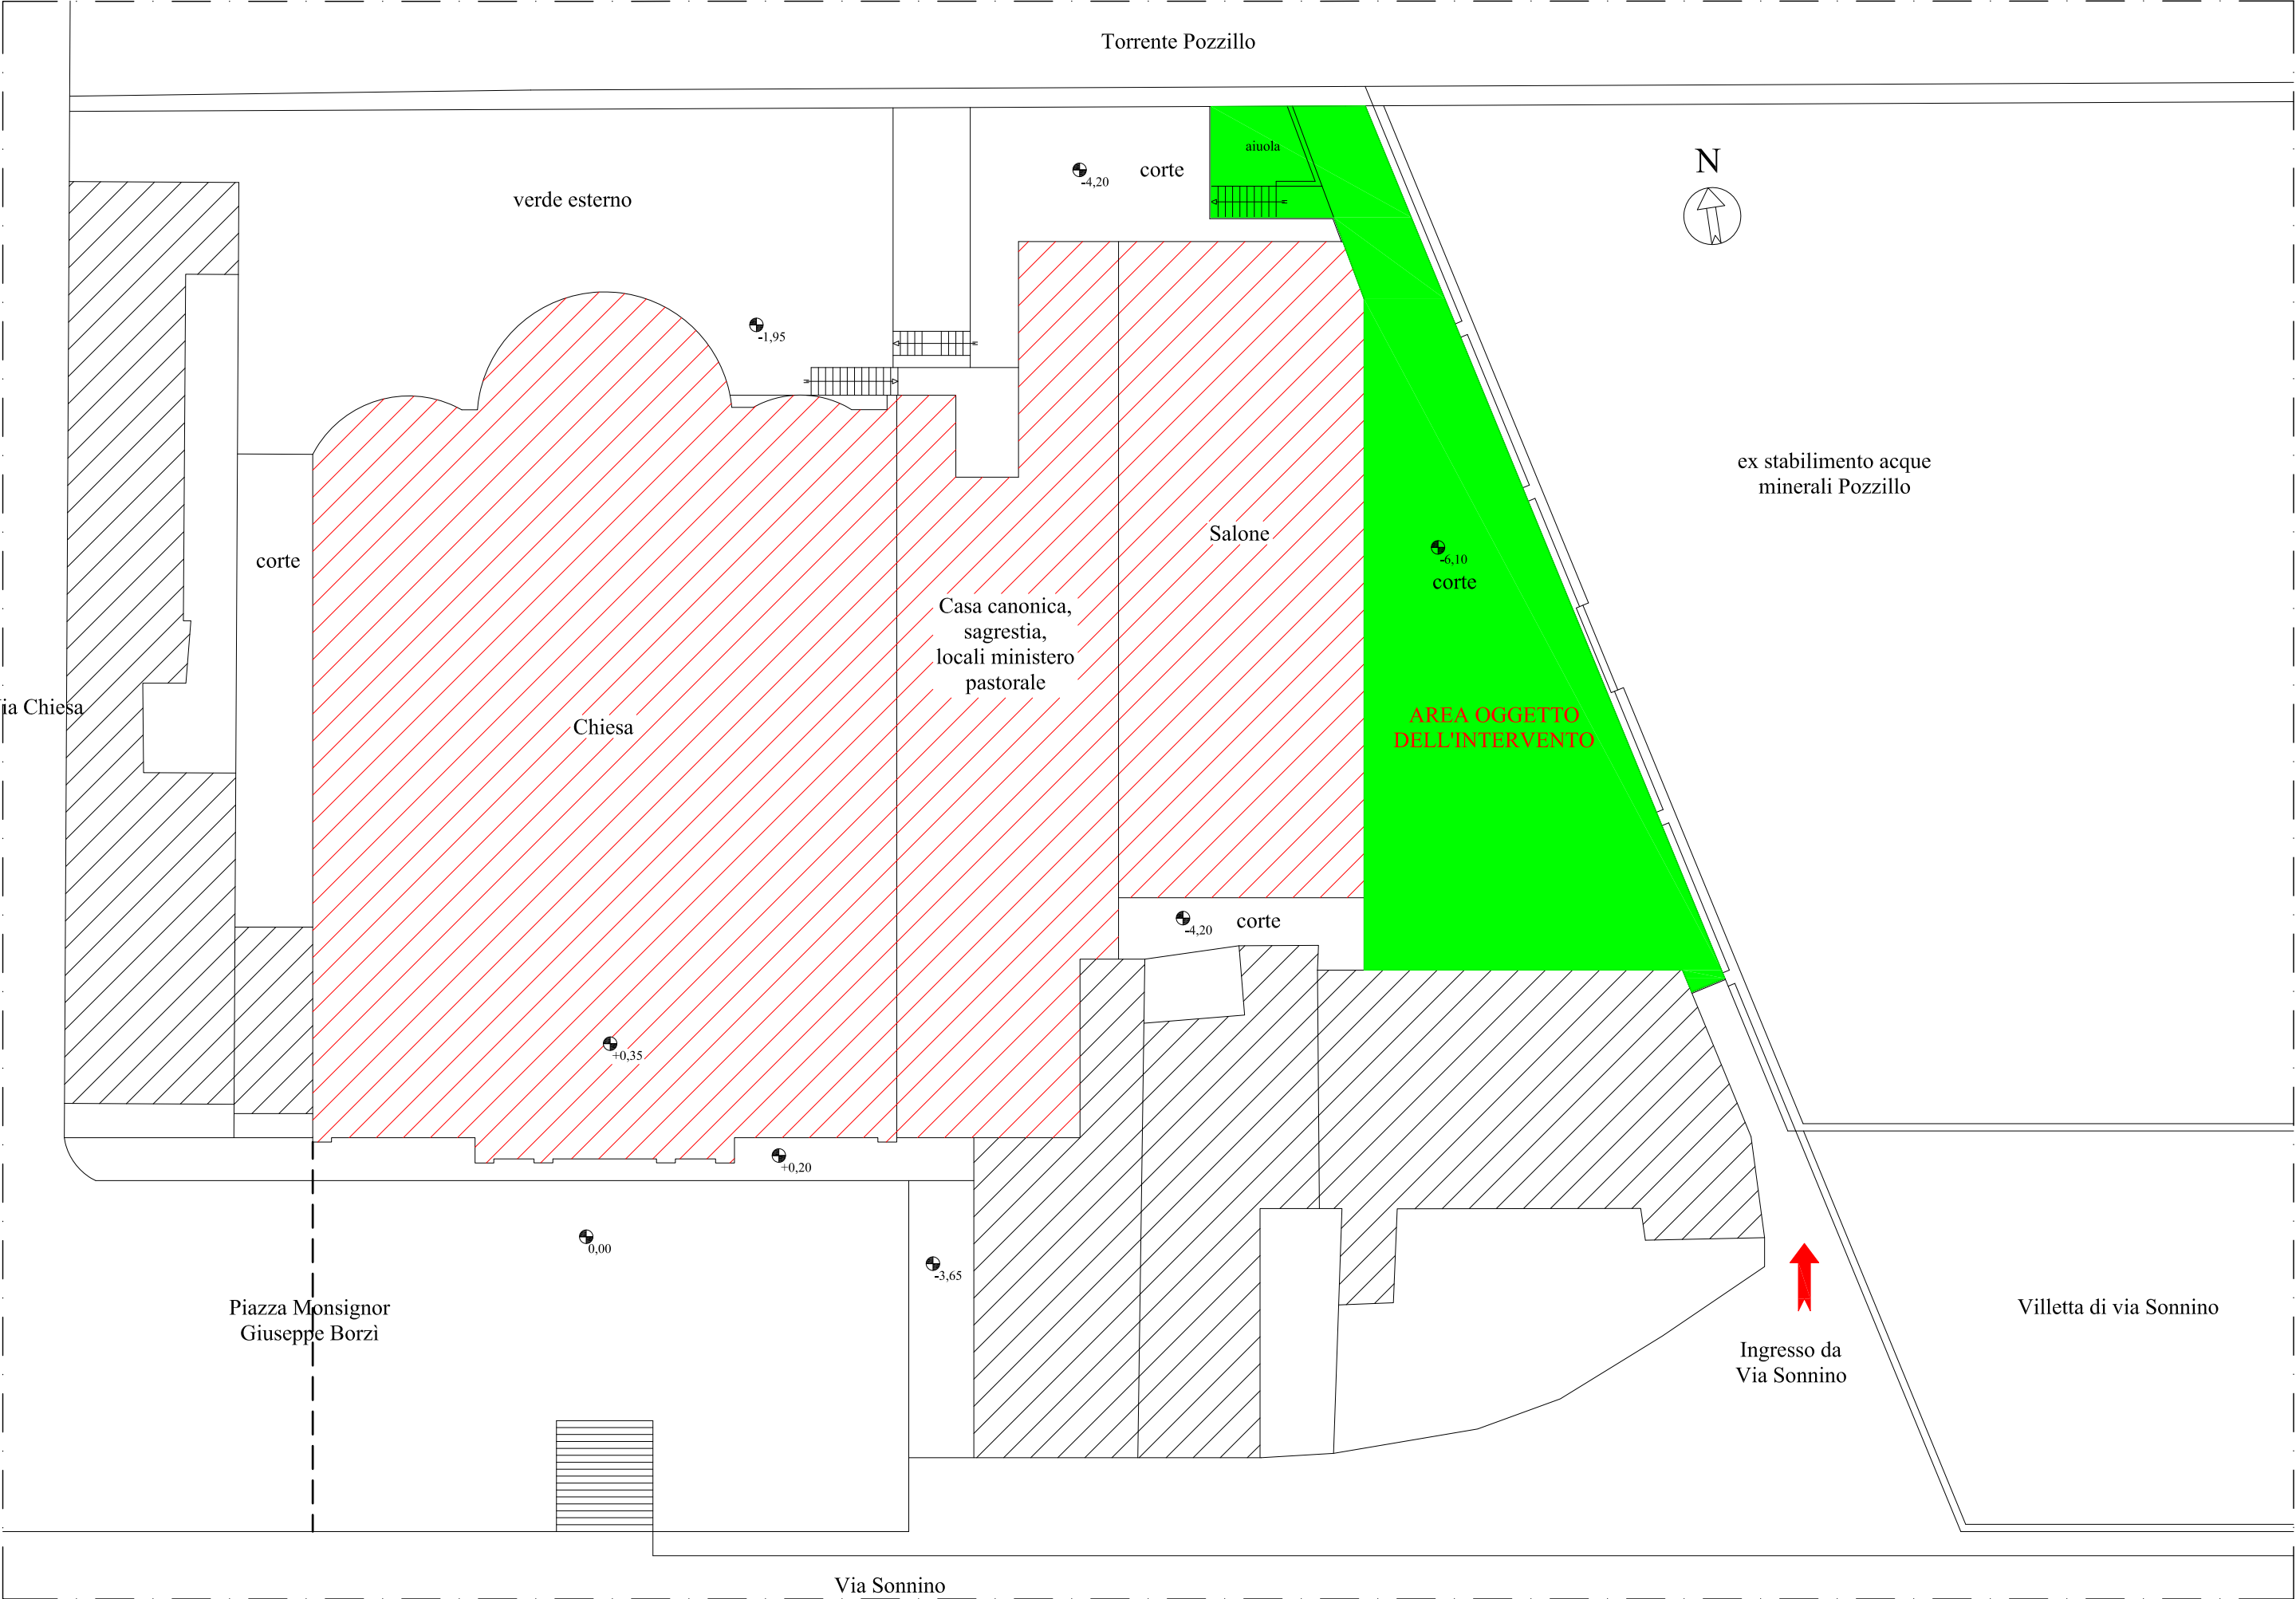 Torrente Pozzillo
aiuola
N
-4,20
corte
verde esterno
-1,95
ex stabilimento acque
minerali Pozzillo
Salone
-6,10
corte
corte
Casa canonica,
sagrestia,
locali ministero
pastorale
ia Chiesa
Chiesa
AREA OGGETTO
DELL'INTERVENTO
-4,20
corte
+0,35
+0,20
0,00
-3,65
Piazza Monsignor
Giuseppe Borzì
Villetta di via Sonnino
Ingresso da
Via Sonnino
Via Sonnino